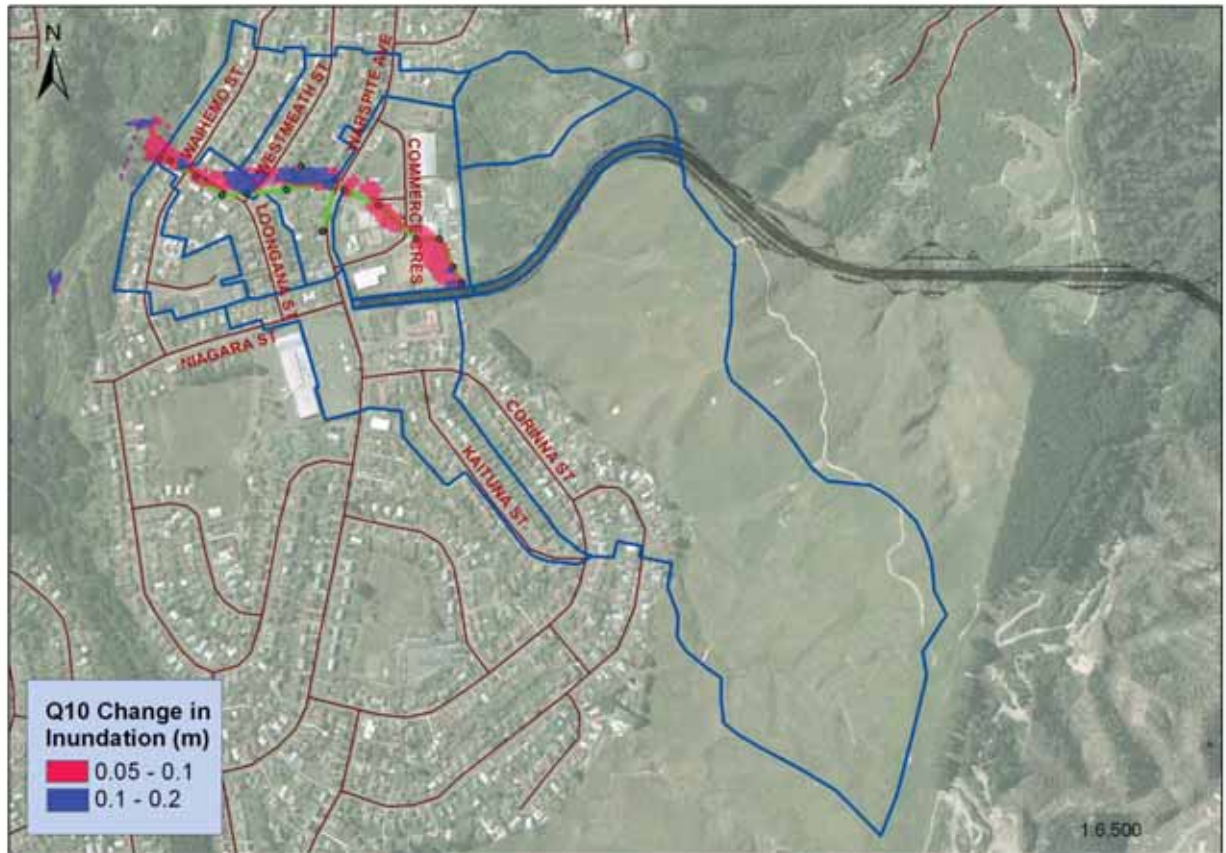 N
WAIHEMO ST.
WESTMEATH ST
WARSPITE AVE
COMMERCE CRES
LOONGANA ST
NIAGARA ST
CORINNA ST
KAITUNA ST
Q10 Change in
Inundation (m)
0.05 - 0.1
0.1 - 0.2
1:6,500